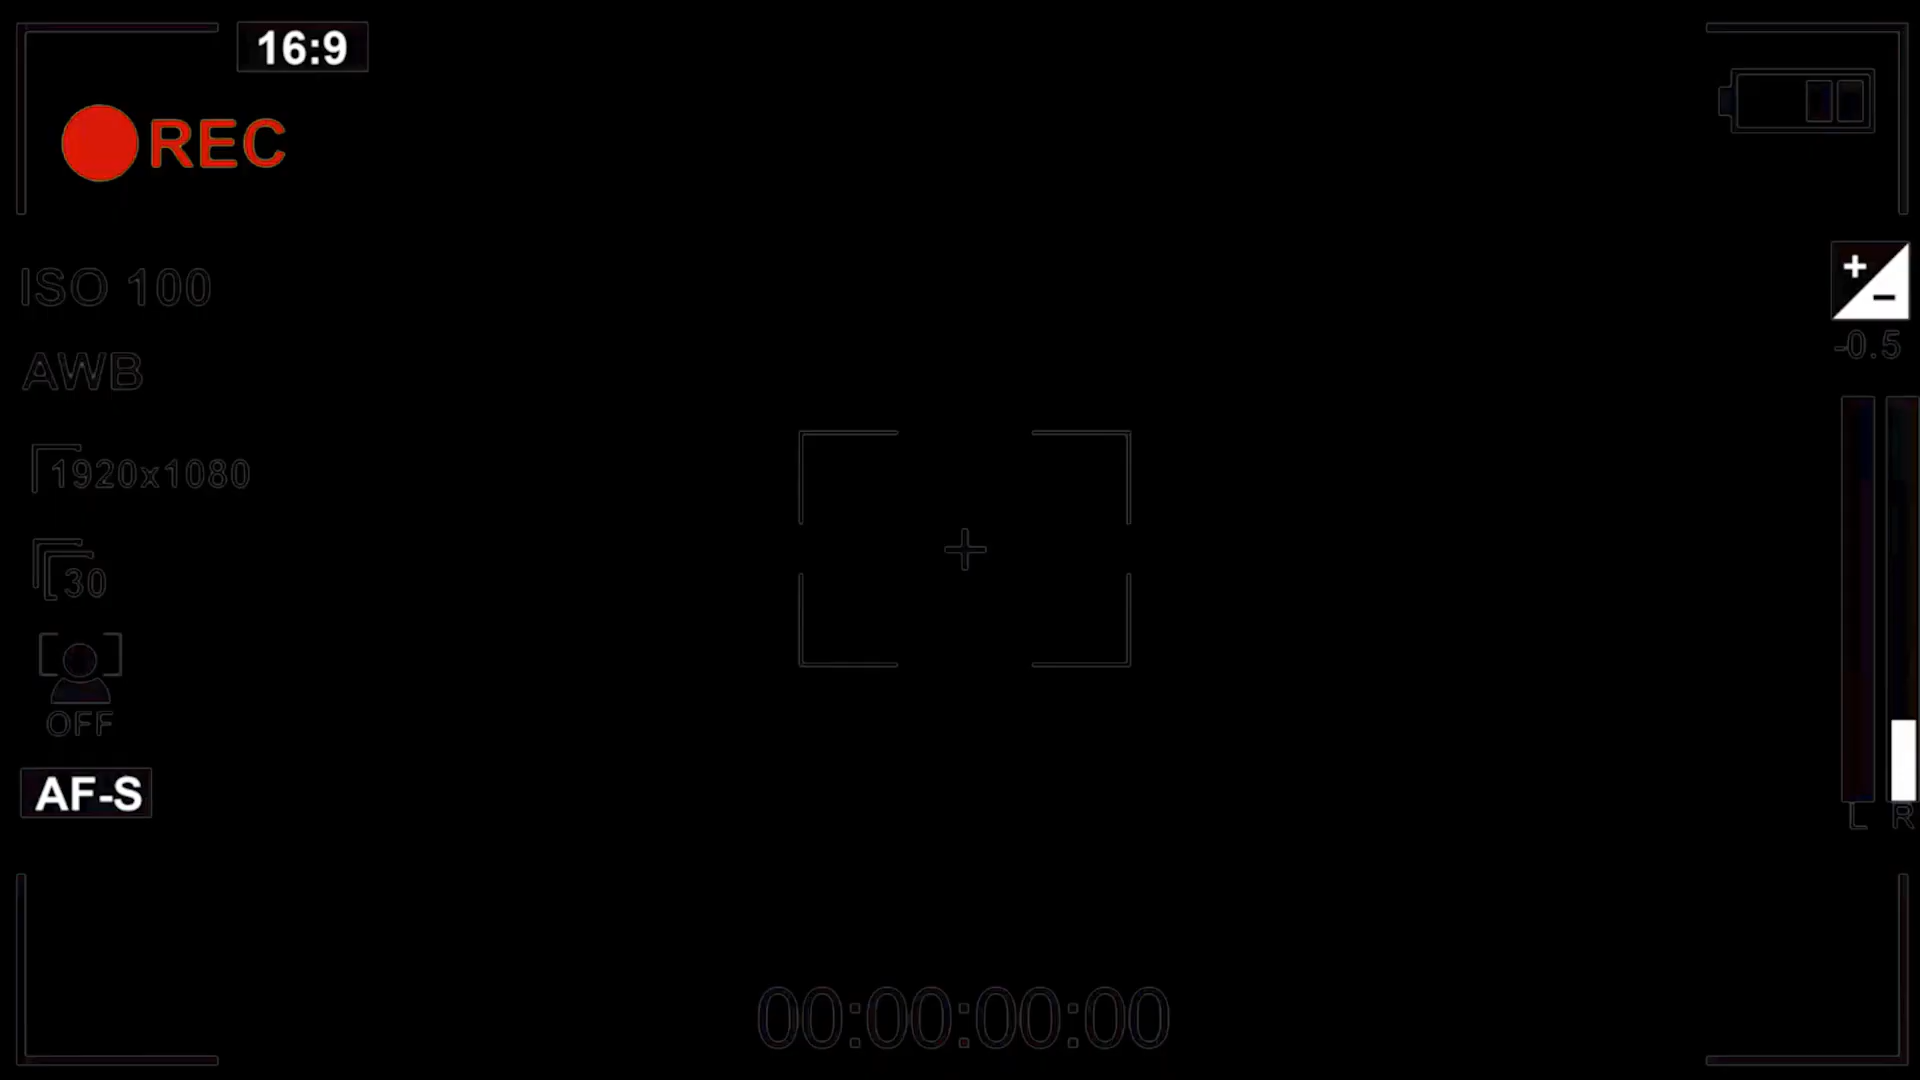 16:9
REC
ISO 100
AWB
1920x1080
30
OFF
AF-S
+
-
-0.5
L R
00:00:00:00